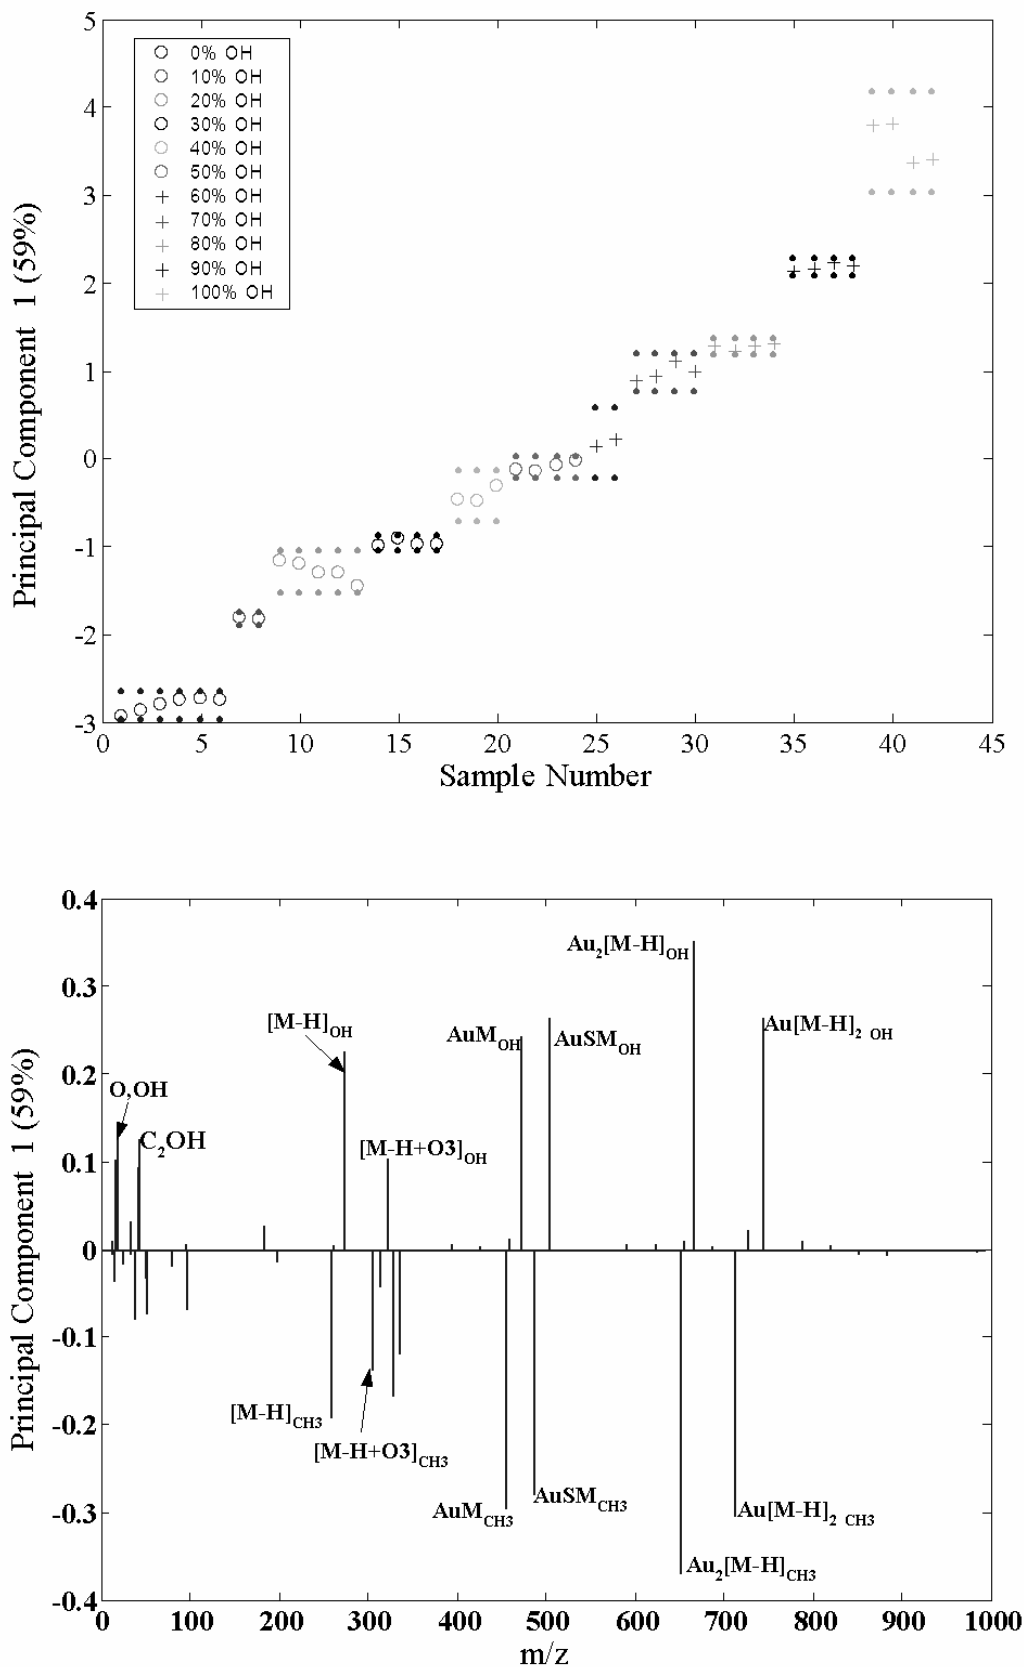 5
4
3
2
1
0
-1
-2
-3
0% OH
10% OH
20% OH
30% OH
40% OH
50% OH
60% OH
70% OH
80% OH
90% OH
100% OH
Principal Component 1 (59%)
0 5 10 15 20 25 30 35 40 45
Sample Number
0.4
0.3
0.2
0.1
0
-0.1
-0.2
-0.3
-0.4
Principal Component 1 (59%)
Au2[M-H]OH
[M-H]OH
AuMOH
AuSMOH
Au[M-H]2 OH
O,OH
C2OH
[M-H+O3]OH
[M-H]CH3
[M-H+O3]CH3
AuMCH3
AuSMCH3
Au[M-H]2 CH3
Au2[M-H]CH3
0 100 200 300 400 500 600 700 800 900 1000
m/z